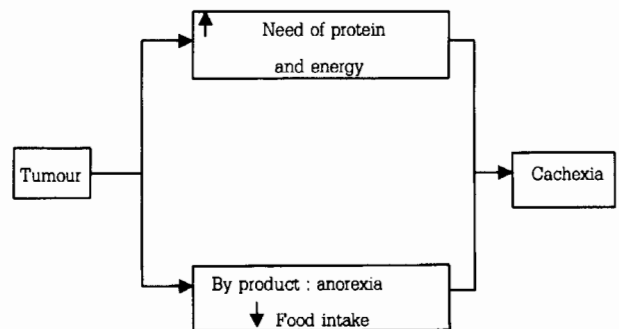 Need of protein
and energy
Tumour
Cachexia
By product : anorexia
Food intake